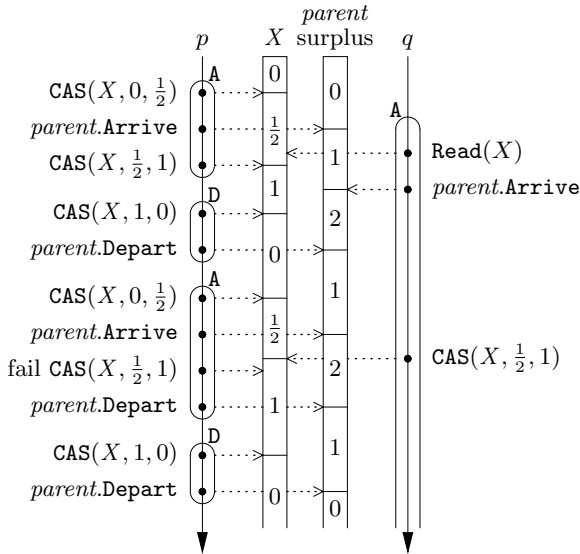 parent
p X surplus q
A
0
CAS(X, 0, 1/2) 0
A
parent.Arrive 1/2
1 Read(X)
CAS(X, 1/2, 1)
1 parent.Arrive
D
CAS(X, 1, 0) 2
parent.Depart 0
A
CAS(X, 0, 1/2) 1
parent.Arrive 1/2
CAS(X, 1/2, 1)
fail CAS(X, 1/2, 1) 2
parent.Depart 1
D
CAS(X, 1, 0) 1
parent.Depart 0
0